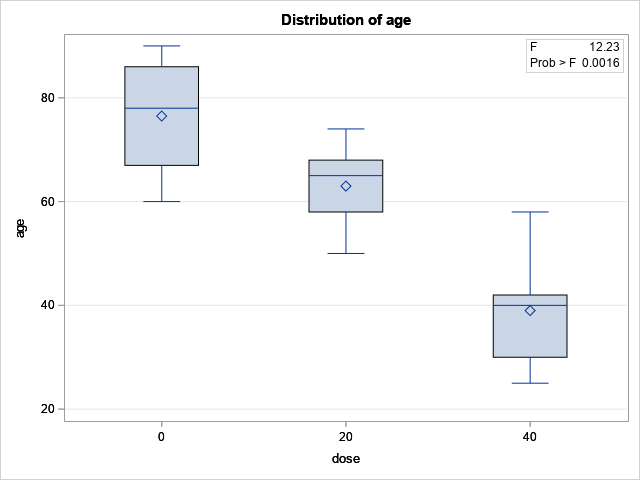 Distribution of age
F 12.23
Prob > F 0.0016
age
80
60
40
20
0 20 40
dose